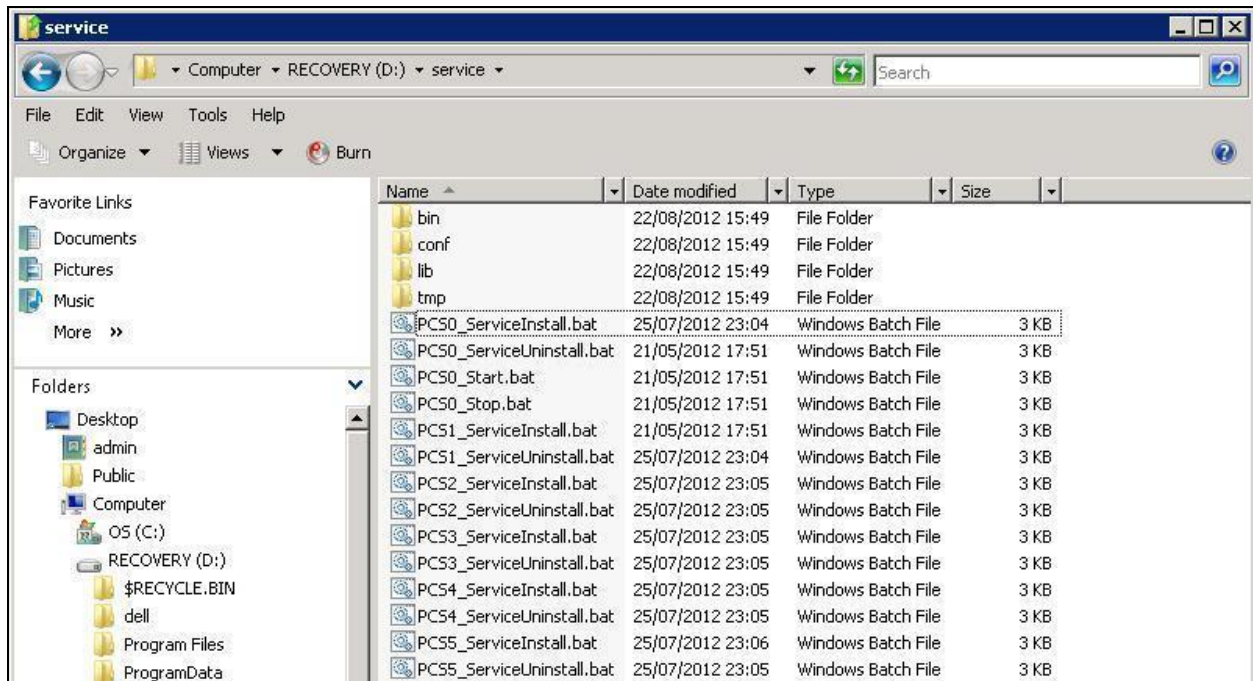 service
Computer RECOVERY (D:) service Search
File Edit View Tools Help
Organize Views Burn
Favorite Links
Documents
Pictures
Music
More >>
Folders
Desktop
admin
Public
Computer
OS (C:)
RECOVERY (D:)
$RECYCLE.BIN
dell
Program Files
ProgramData
Name Date modified Type Size
bin 22/08/2012 15:49 File Folder
conf 22/08/2012 15:49 File Folder
lib 22/08/2012 15:49 File Folder
tmp 22/08/2012 15:49 File Folder
PCS0_ServiceInstall.bat 25/07/2012 23:04 Windows Batch File 3 KB
PCS0_ServiceUninstall.bat 21/05/2012 17:51 Windows Batch File 3 KB
PCS0_Start.bat 21/05/2012 17:51 Windows Batch File 3 KB
PCS0_Stop.bat 21/05/2012 17:51 Windows Batch File 3 KB
PCS1_ServiceInstall.bat 21/05/2012 17:51 Windows Batch File 3 KB
PCS1_ServiceUninstall.bat 25/07/2012 23:04 Windows Batch File 3 KB
PCS2_ServiceInstall.bat 25/07/2012 23:05 Windows Batch File 3 KB
PCS2_ServiceUninstall.bat 25/07/2012 23:05 Windows Batch File 3 KB
PCS3_ServiceInstall.bat 25/07/2012 23:05 Windows Batch File 3 KB
PCS3_ServiceUninstall.bat 25/07/2012 23:05 Windows Batch File 3 KB
PCS4_ServiceInstall.bat 25/07/2012 23:05 Windows Batch File 3 KB
PCS4_ServiceUninstall.bat 25/07/2012 23:05 Windows Batch File 3 KB
PCS5_ServiceInstall.bat 25/07/2012 23:06 Windows Batch File 3 KB
PCS5_ServiceUninstall.bat 25/07/2012 23:05 Windows Batch File 3 KB